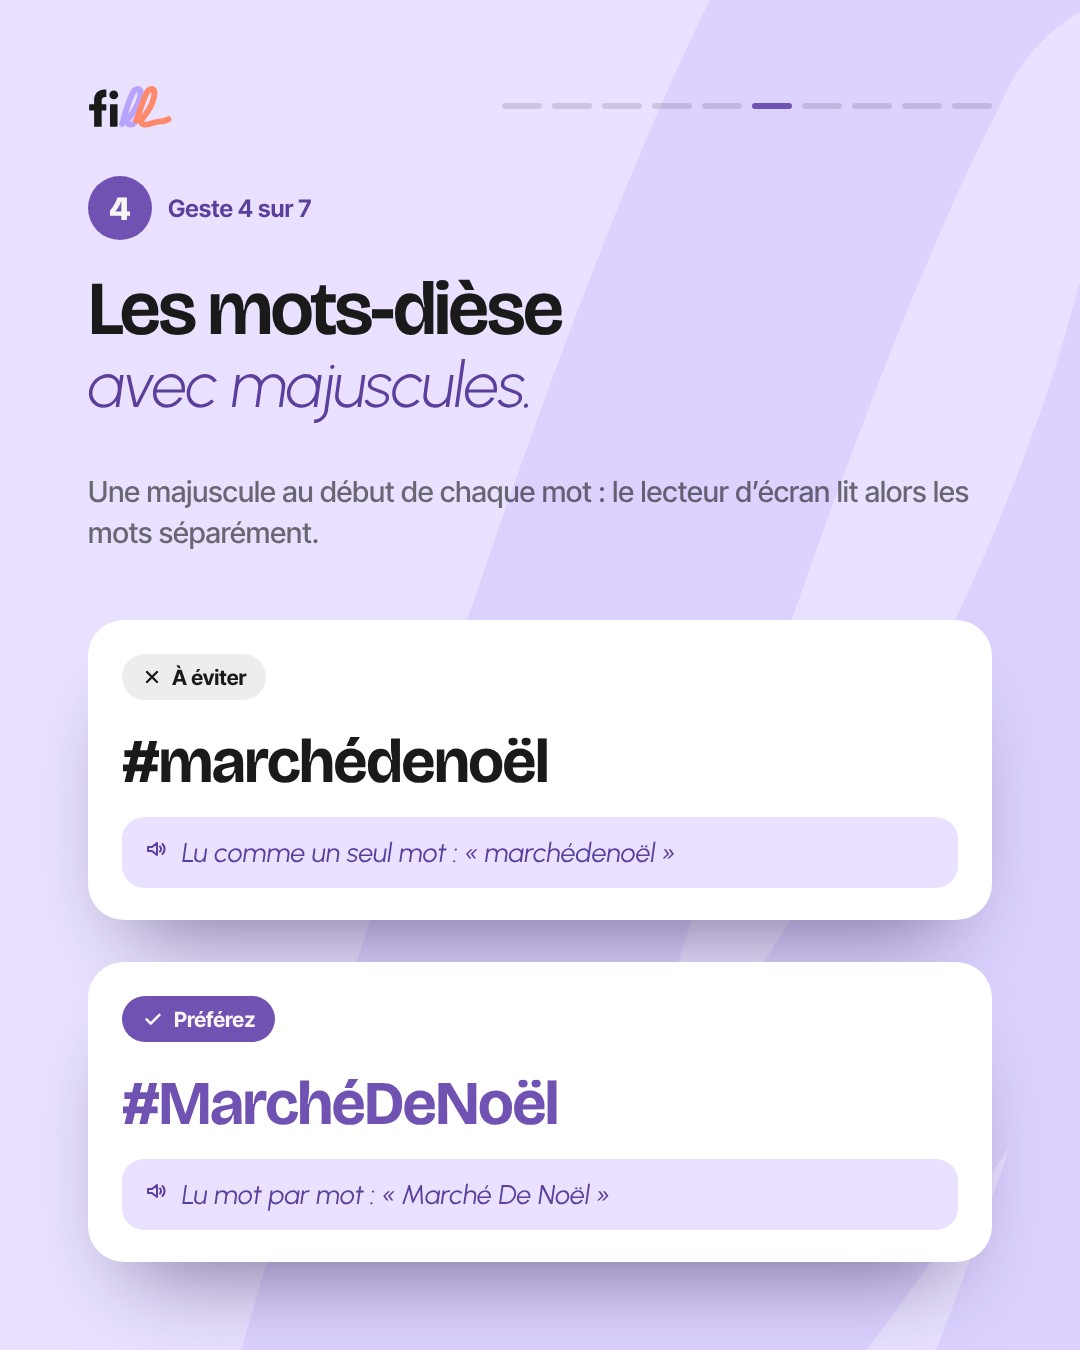 fill
4
Geste 4 sur 7
Les mots-dièse
avec majuscules.
Une majuscule au début de chaque mot : le lecteur d’écran lit alors les
mots séparément.
À éviter
#marchédenoël
Lu comme un seul mot : « marchédenoël »
Préférez
#MarchéDeNoël
Lu mot par mot : « Marché De Noël »